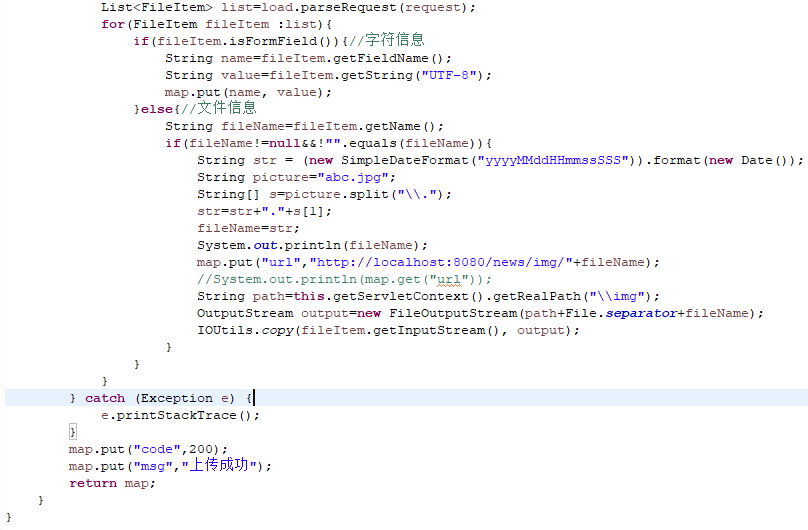 List<FileItem> list=load.parseRequest(request);
for(FileItem fileItem :list){
if(fileItem.isFormField()){//字符信息
String name=fileItem.getFieldName();
String value=fileItem.getString("UTF-8");
map.put(name, value);
}else{//文件信息
String fileName=fileItem.getName();
if(fileName!=null&&!"".equals(fileName)){
String str = (new SimpleDateFormat("yyyyMMddHHmmssSSS")).format(new Date());
String picture="abc.jpg";
String[] s=picture.split("\\.");
str=str+"."+s[1];
fileName=str;
System.out.println(fileName);
map.put("url","http://localhost:8080/news/img/"+fileName);
//System.out.println(map.get("url"));
String path=this.getServletContext().getRealPath("\\img");
OutputStream output=new FileOutputStream(path+File.separator+fileName);
IOUtils.copy(fileItem.getInputStream(), output);
}
}
}
} catch (Exception e) {
e.printStackTrace();
}
map.put("code",200);
map.put("msg","上传成功");
return map;
}
}